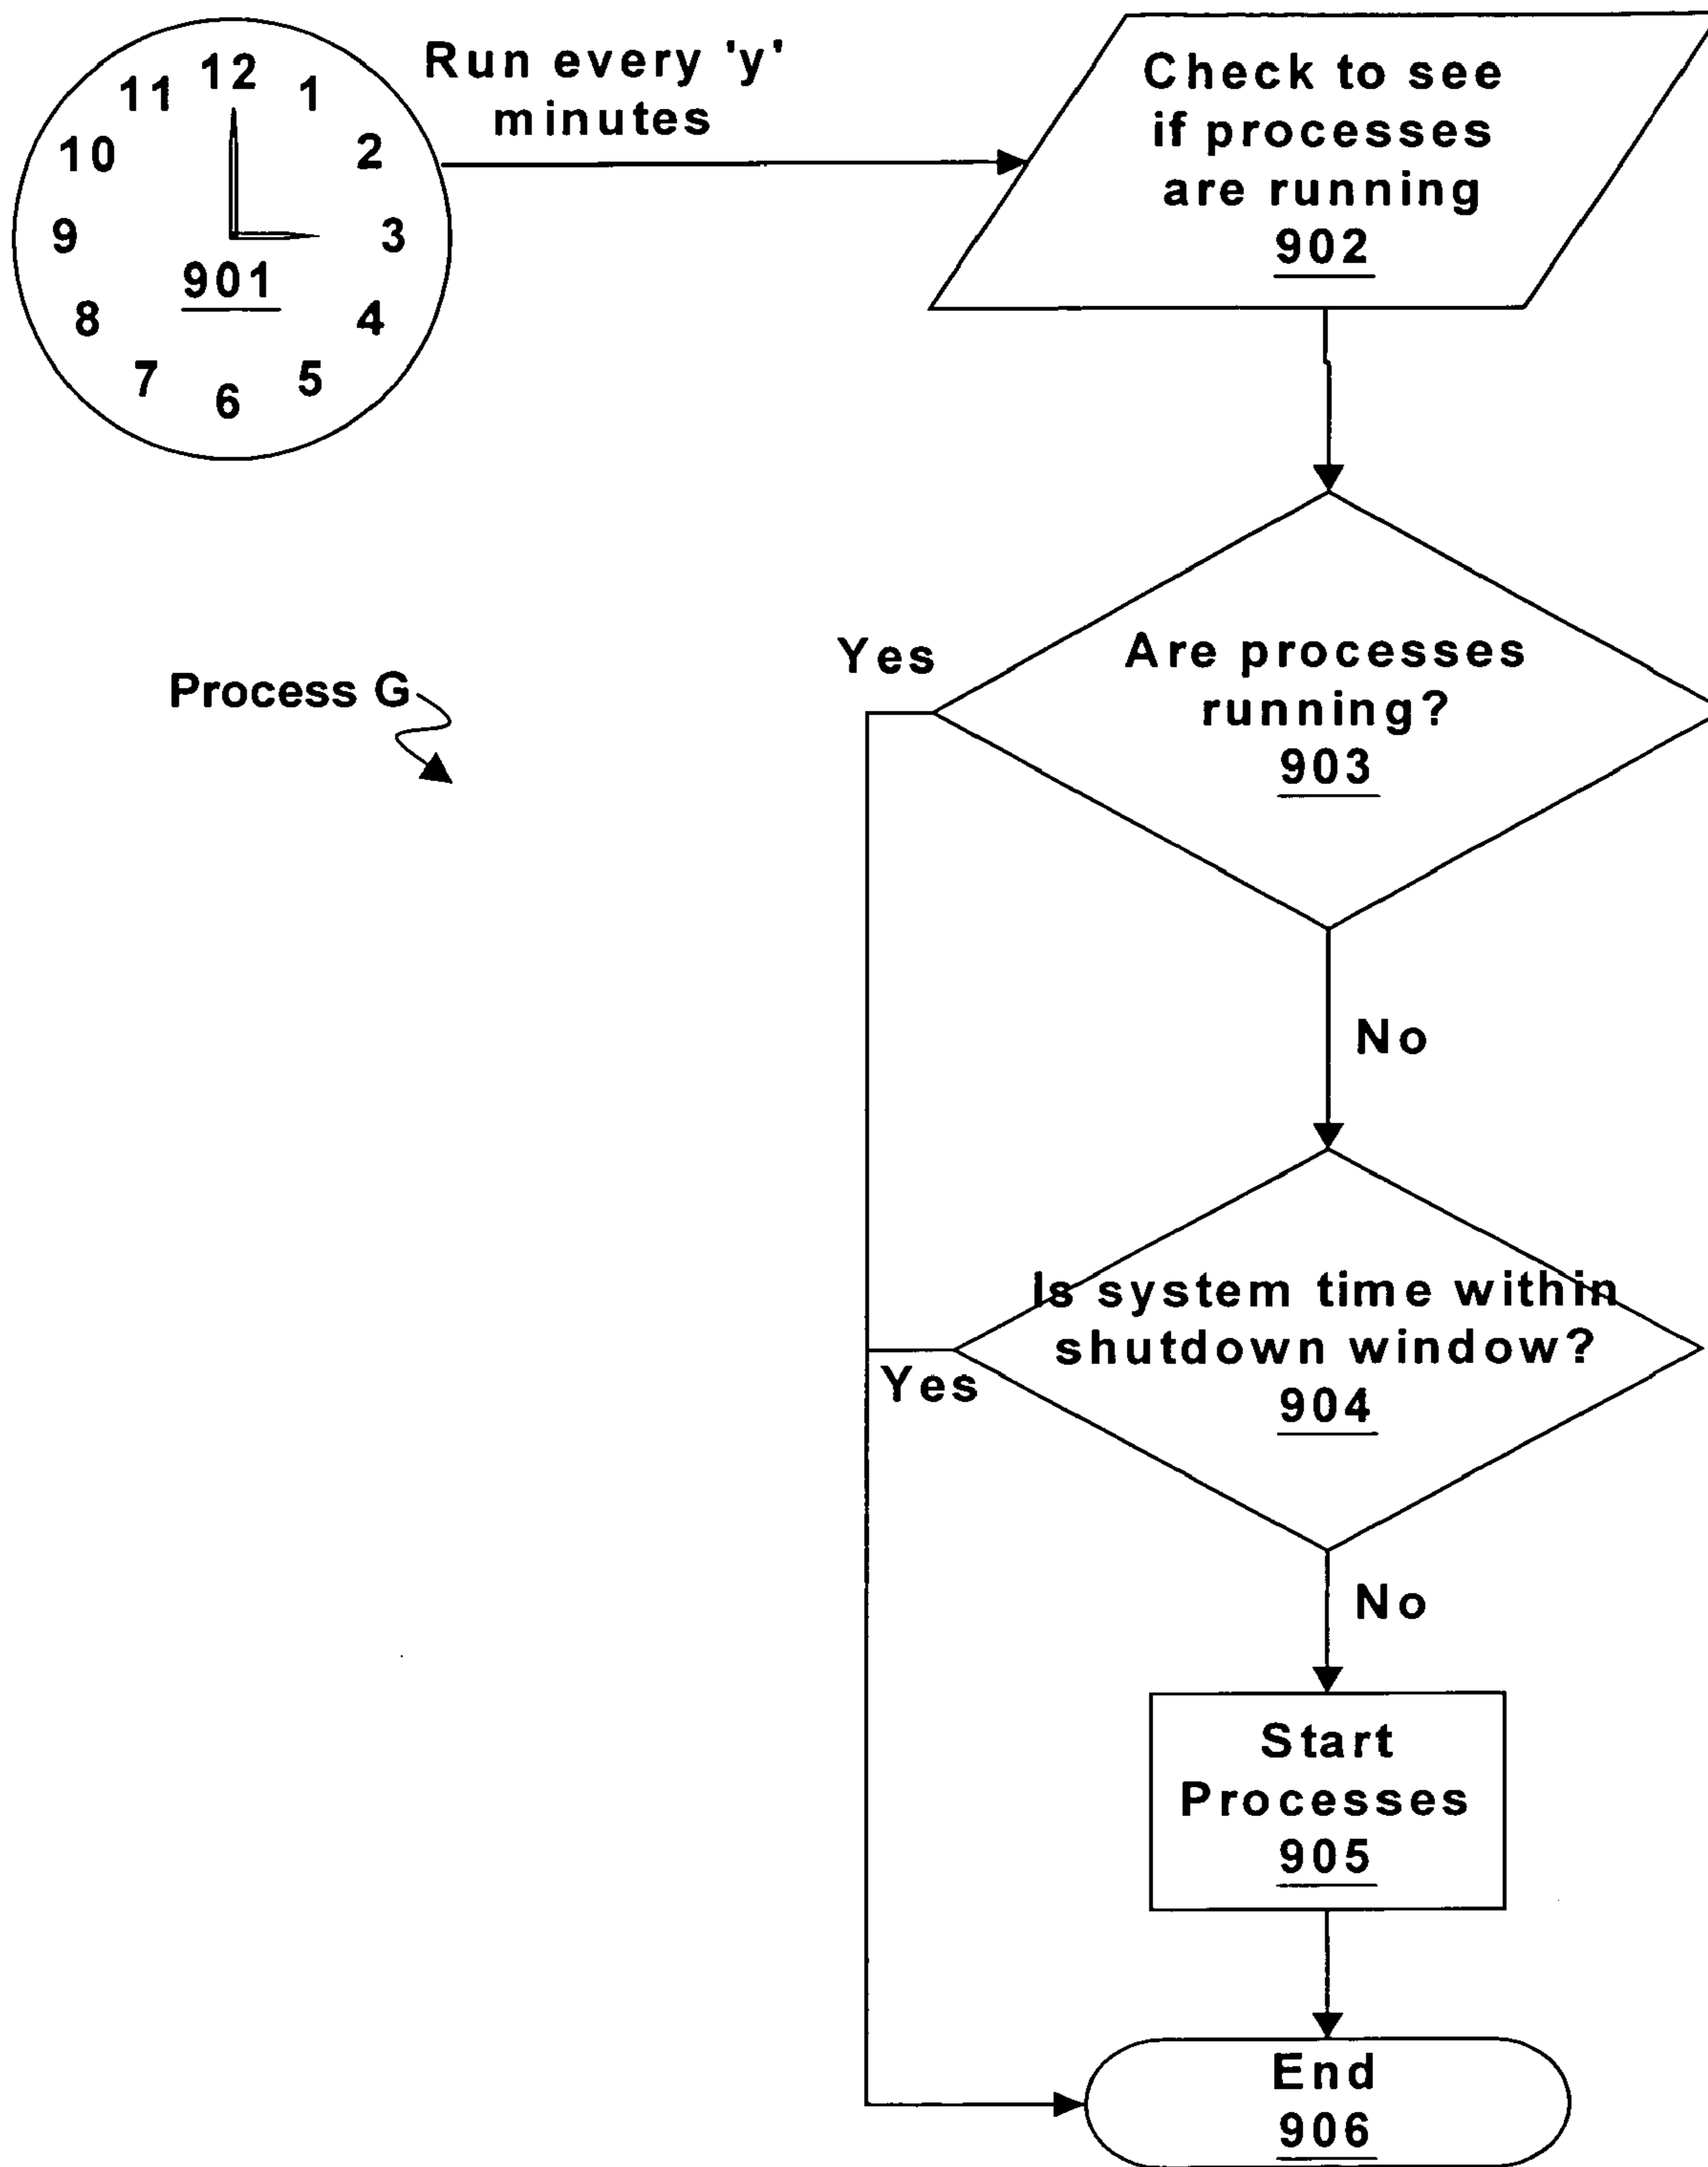 12
11
1
10
2
9
3
901
8
4
7
5
6
Run every 'y'
minutes
Check to see
if processes
are running
902
Process G
Yes
Are processes
running?
903
No
Is system time within
shutdown window?
904
Yes
No
Start
Processes
905
End
906